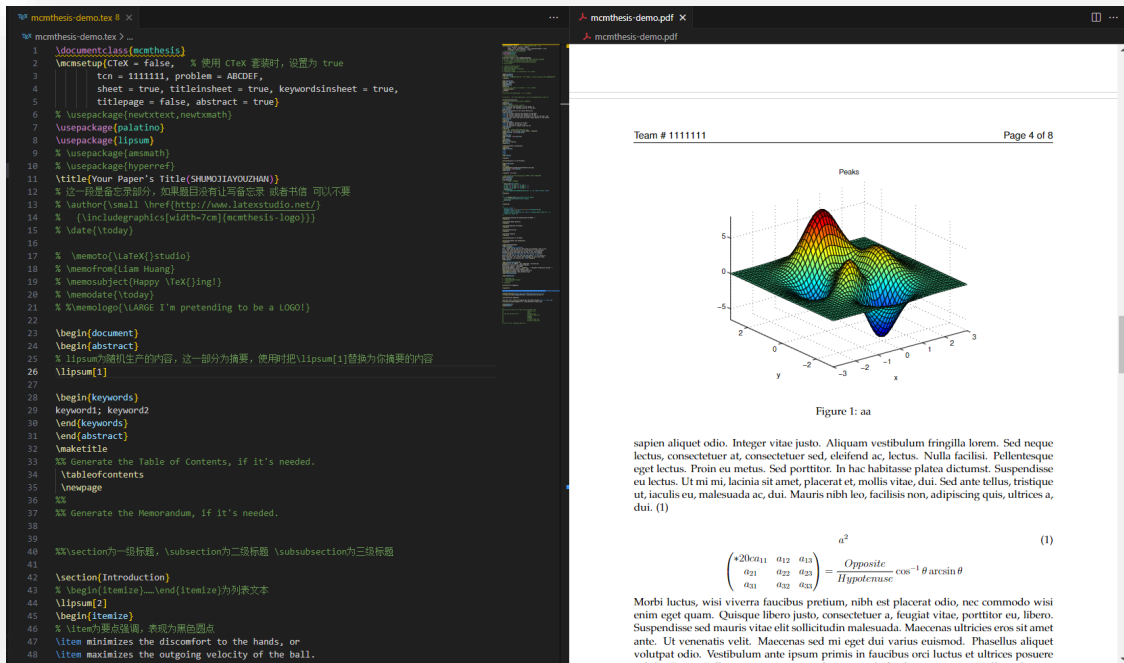 mcmthesis-demo.tex 8
mcmthesis-demo.tex > ...
1 \documentclass{mcmthesis}
2 \mcmsetup{CTeX = false, % 使用 CTeX 套装时，设置为 true
3 tcn = 1111111, problem = ABCDEF,
4 sheet = true, titleinsheet = true, keywordsinsheet = true,
5 titlepage = false, abstract = true}
6 % \usepackage{newtxtext,newtxmath}
7 \usepackage{palatino}
8 \usepackage{lipsum}
9 % \usepackage{amsmath}
10 % \usepackage{hyperref}
11 \title{Your Paper's Title(SHUMOJIAYOUZHAN)}
12 % 这一段是备忘录部分，如果题目没有让写备忘录 或者书信 可以不要
13 % \author{\small \href{http://www.latexstudio.net/}
14 % {\includegraphics[width=7cm]{mcmthesis-logo}}}
15 % \date{\today}
16
17 % \memoto{\LaTeX{}studio}
18 % \memofrom{Liam Huang}
19 % \memosubject{Happy \TeX{}ing!}
20 % \memodate{\today}
21 % %\memologo{\LARGE I'm pretending to be a LOGO!}
22
23 \begin{document}
24 \begin{abstract}
25 % lipsum为随机生产的内容，这一部分为摘要，使用时把\lipsum[1]替换为你摘要的内容
26 \lipsum[1]
27
28 \begin{keywords}
29 keyword1; keyword2
30 \end{keywords}
31 \end{abstract}
32 \maketitle
33 %% Generate the Table of Contents, if it's needed.
34 \tableofcontents
35 \newpage
36 %%
37 %% Generate the Memorandum, if it's needed.
38
39
40 %%\section为一级标题，\subsection为二级标题 \subsubsection为三级标题
41
42 \section{Introduction}
43 % \begin{itemize}……\end{itemize}为列表文本
44 \lipsum[2]
45 \begin{itemize}
46 % \item为要点强调，表现为黑色圆点
47 \item minimizes the discomfort to the hands, or
48 \item maximizes the outgoing velocity of the ball.
mcmthesis-demo.pdf
mcmthesis-demo.pdf
Team # 1111111 Page 4 of 8
Peaks
5
0
−5
2
0
−2
y
−3
−2
−1
0
1
2
3
x
Figure 1: aa
sapien aliquet odio. Integer vitae justo. Aliquam vestibulum fringilla lorem. Sed neque
lectus, consectetuer at, consectetuer sed, eleifend ac, lectus. Nulla facilisi. Pellentesque
eget lectus. Proin eu metus. Sed porttitor. In hac habitasse platea dictumst. Suspendisse
eu lectus. Ut mi mi, lacinia sit amet, placerat et, mollis vitae, dui. Sed ante tellus, tristique
ut, iaculis eu, malesuada ac, dui. Mauris nibh leo, facilisis non, adipiscing quis, ultrices a,
dui. (1)
a² (1)
*20ca₁₁ a₁₂ a₁₃
a₂₁ a₂₂ a₂₃ = Opposite / Hypotenuse cos⁻¹ θ arcsin θ
a₃₁ a₃₂ a₃₃
Morbi luctus, wisi viverra faucibus pretium, nibh est placerat odio, nec commodo wisi
enim eget quam. Quisque libero justo, consectetuer a, feugiat vitae, porttitor eu, libero.
Suspendisse sed mauris vitae elit sollicitudin malesuada. Maecenas ultricies eros sit amet
ante. Ut venenatis velit. Maecenas sed mi eget dui varius euismod. Phasellus aliquet
volutpat odio. Vestibulum ante ipsum primis in faucibus orci luctus et ultrices posuere